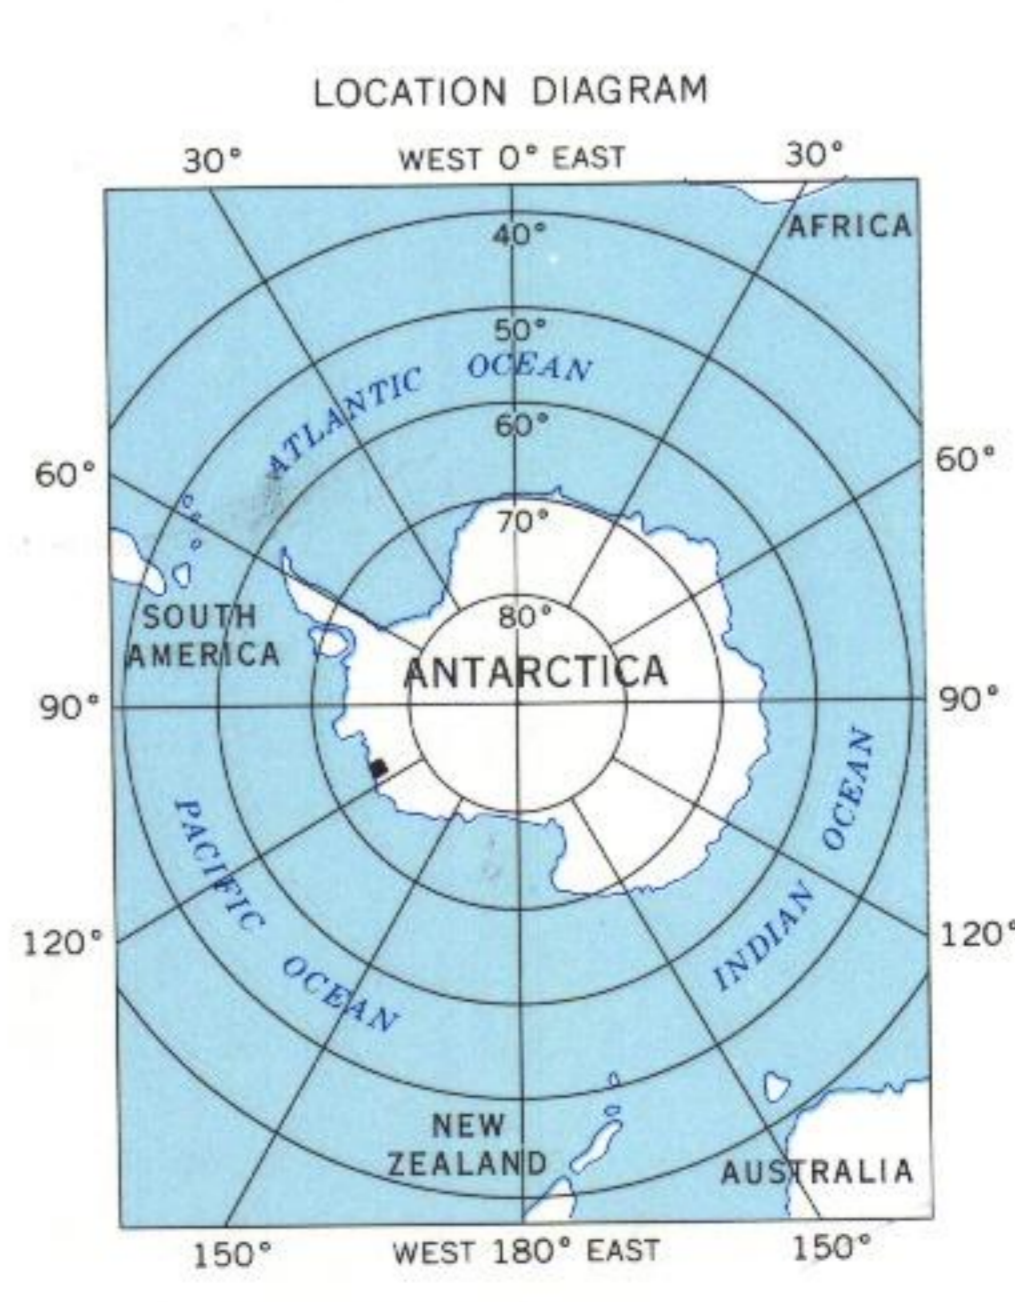 LOCATION DIAGRAM
30° WEST 0° EAST 30°
AFRICA
40°
50°
ATLANTIC OCEAN
60°
60° 60°
70°
80°
SOUTH
AMERICA
ANTARCTICA
90° 90°
PACIFIC OCEAN
INDIAN OCEAN
120° 120°
NEW
ZEALAND
AUSTRALIA
150° WEST 180° EAST 150°